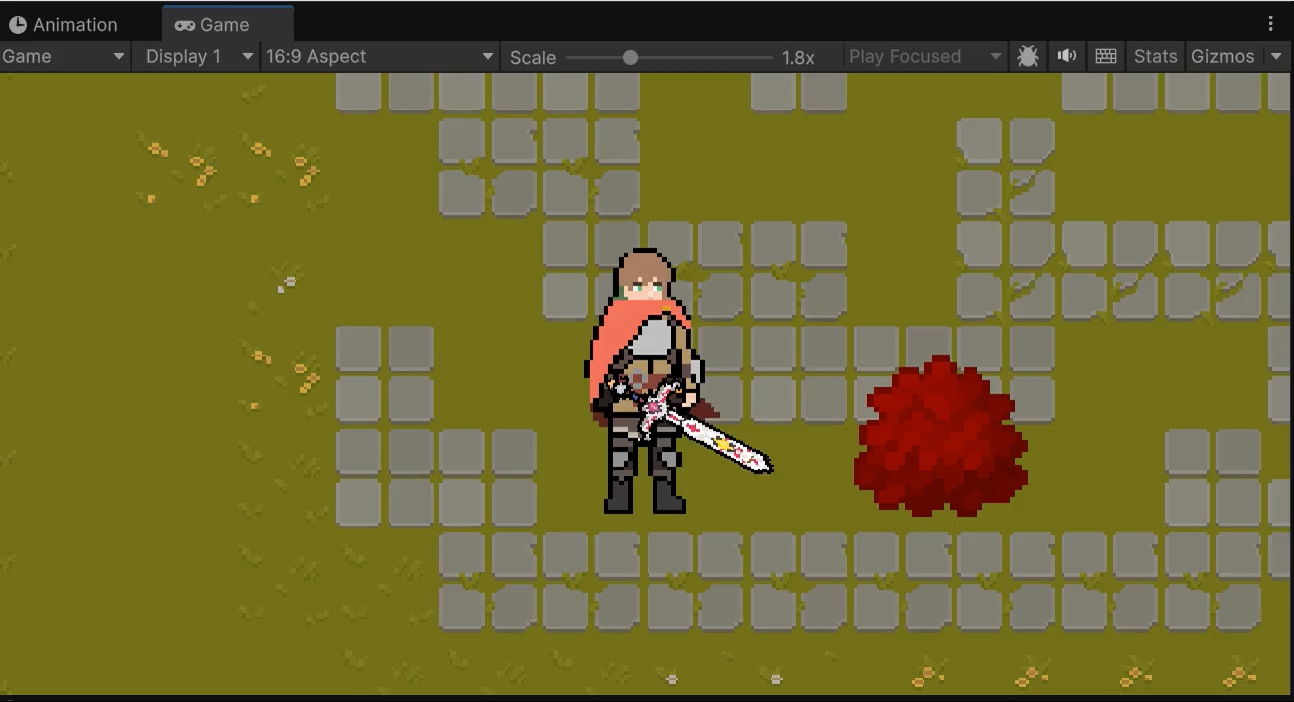 Animation Game
Game Display 1 16:9 Aspect Scale 1.8x Play Focused Stats Gizmos